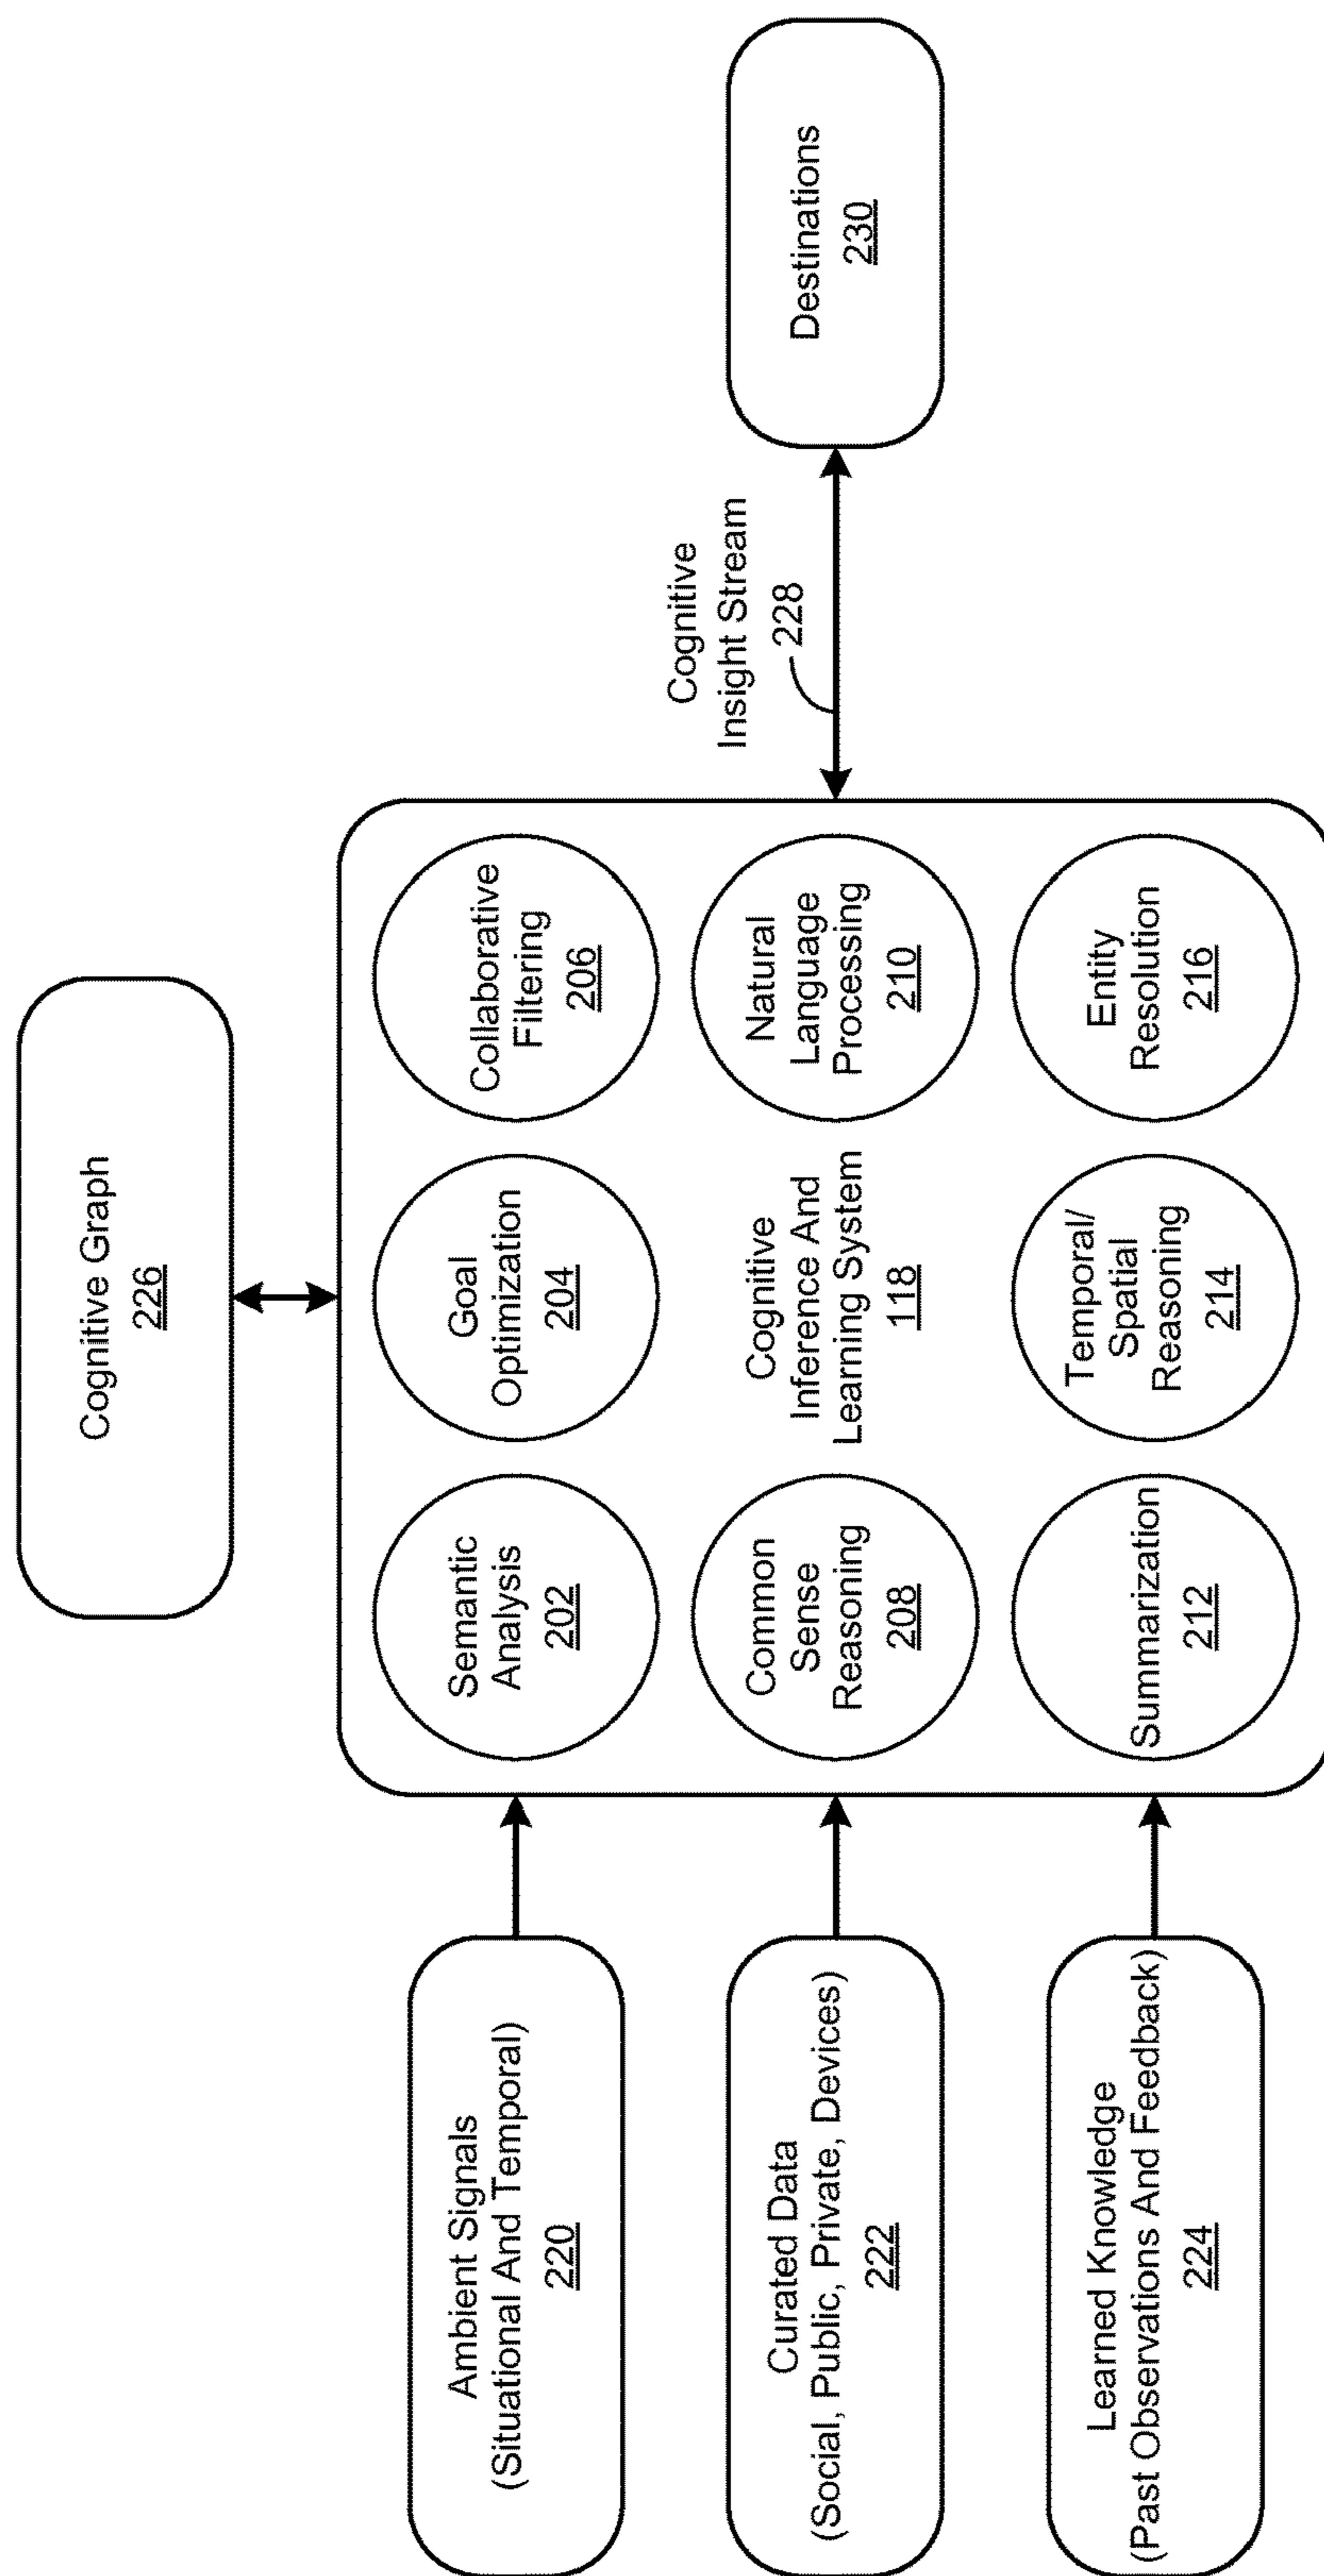 Cognitive Graph
226
Ambient Signals
(Situational And Temporal)
220
Curated Data
(Social, Public, Private, Devices)
222
Learned Knowledge
(Past Observations And Feedback)
224
Semantic
Analysis
202
Goal
Optimization
204
Collaborative
Filtering
206
Common
Sense
Reasoning
208
Cognitive
Inference And
Learning System
118
Natural
Language
Processing
210
Summarization
212
Temporal/
Spatial
Reasoning
214
Entity
Resolution
216
Cognitive
Insight Stream
228
Destinations
230